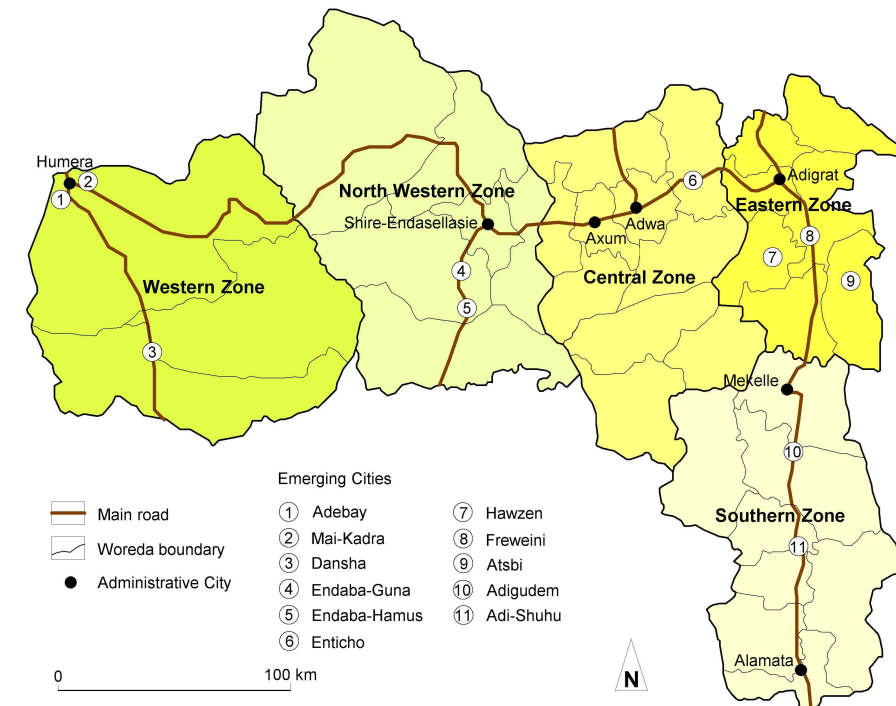 Humera
2
1
North Western Zone
Shire-Endasellasie
4
5
Western Zone
3
6
Axum
Adwa
Central Zone
Adigrat
Eastern Zone
8
7
9
Mekelle
10
Southern Zone
11
Alamata
Main road
Woreda boundary
Administrative City
Emerging Cities
1 Adebay
2 Mai-Kadra
3 Dansha
4 Endaba-Guna
5 Endaba-Hamus
6 Enticho
7 Hawzen
8 Freweini
9 Atsbi
10 Adigudem
11 Adi-Shuhu
0 100 km
N